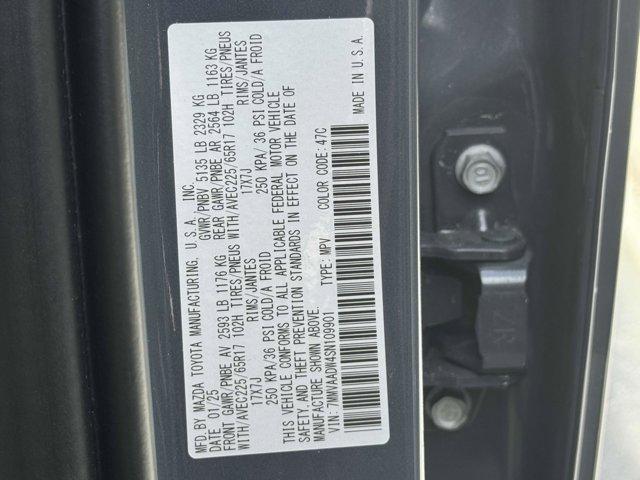 MFD.BY MAZDA TOYOTA MANUFACTURING, U.S.A., INC.
DATE 01/25 GVWR/PNBV 5135 LB 2329 KG
FRONT GAWR/PNBE AV 2593 LB 1176 KG REAR GAWR/PNBE AR 2564 LB 1163 KG
WITH/AVEC225/65R17 102H TIRES/PNEUS WITH/AVEC225/65R17 102H TIRES/PNEUS
17X7J RIMS/JANTES 17X7J RIMS/JANTES
250 KPA/36 PSI COLD/A FROID 250 KPA/36 PSI COLD/A FROID
THIS VEHICLE CONFORMS TO ALL APPLICABLE FEDERAL MOTOR VEHICLE
SAFETY, AND THEFT PREVENTION STANDARDS IN EFFECT ON THE DATE OF
MANUFACTURE SHOWN ABOVE.
VIN: 7MMVAADW4SN109901 TYPE: MPV COLOR CODE: 47C
MADE IN U.S.A.